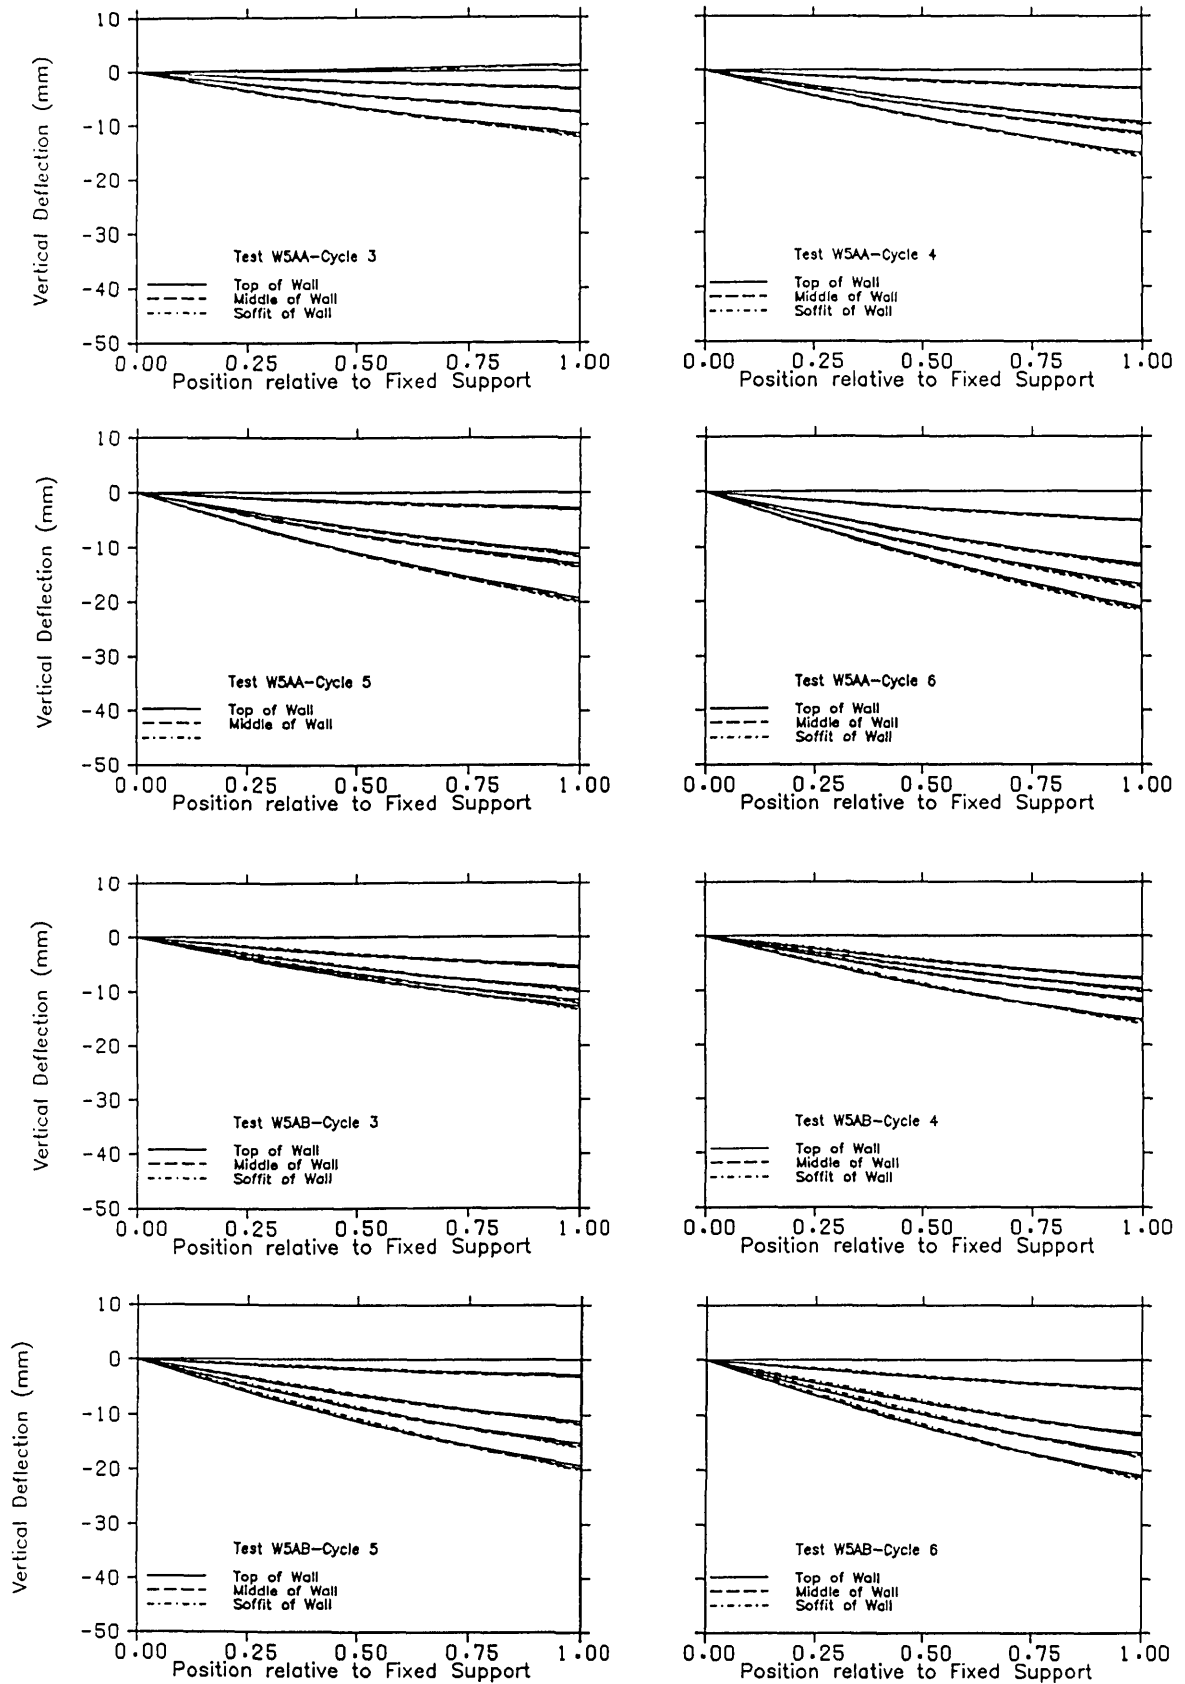 10
0
-10
-20
-30
-40
-50
Vertical Deflection (mm)
Test W5AA-Cycle 3
Top of Wall
Middle of Wall
Soffit of Wall
0.00 0.25 0.50 0.75 1.00
Position relative to Fixed Support
Test W5AA-Cycle 4
Top of Wall
Middle of Wall
Soffit of Wall
0.00 0.25 0.50 0.75 1.00
Position relative to Fixed Support
10
0
-10
-20
-30
-40
-50
Vertical Deflection (mm)
Test W5AA-Cycle 5
Top of Wall
Middle of Wall
0.00 0.25 0.50 0.75 1.00
Position relative to Fixed Support
Test W5AA-Cycle 6
Top of Wall
Middle of Wall
Soffit of Wall
0.00 0.25 0.50 0.75 1.00
Position relative to Fixed Support
10
0
-10
-20
-30
-40
-50
Vertical Deflection (mm)
Test W5AB-Cycle 3
Top of Wall
Middle of Wall
Soffit of Wall
0.00 0.25 0.50 0.75 1.00
Position relative to Fixed Support
Test W5AB-Cycle 4
Top of Wall
Middle of Wall
Soffit of Wall
0.00 0.25 0.50 0.75 1.00
Position relative to Fixed Support
10
0
-10
-20
-30
-40
-50
Vertical Deflection (mm)
Test W5AB-Cycle 5
Top of Wall
Middle of Wall
Soffit of Wall
0.00 0.25 0.50 0.75 1.00
Position relative to Fixed Support
Test W5AB-Cycle 6
Top of Wall
Middle of Wall
Soffit of Wall
0.00 0.25 0.50 0.75 1.00
Position relative to Fixed Support